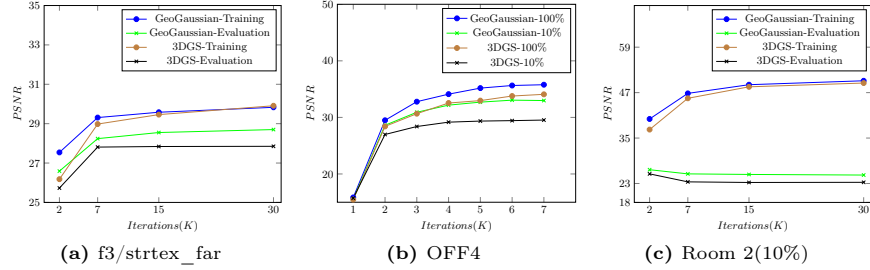 35
33
31
29
27
25
PSNR
GeoGaussian-Training
GeoGaussian-Evaluation
3DGS-Training
3DGS-Evaluation
2 7 15 30
Iterations(K)
(a) f3/strtex_far
60
50
40
30
20
PSNR
GeoGaussian-100%
GeoGaussian-10%
3DGS-100%
3DGS-10%
1 2 3 4 5 6 7
Iterations(K)
(b) OFF4
59
47
35
23
18
PSNR
GeoGaussian-Training
GeoGaussian-Evaluation
3DGS-Training
3DGS-Evaluation
2 7 15 30
Iterations(K)
(c) Room 2(10%)